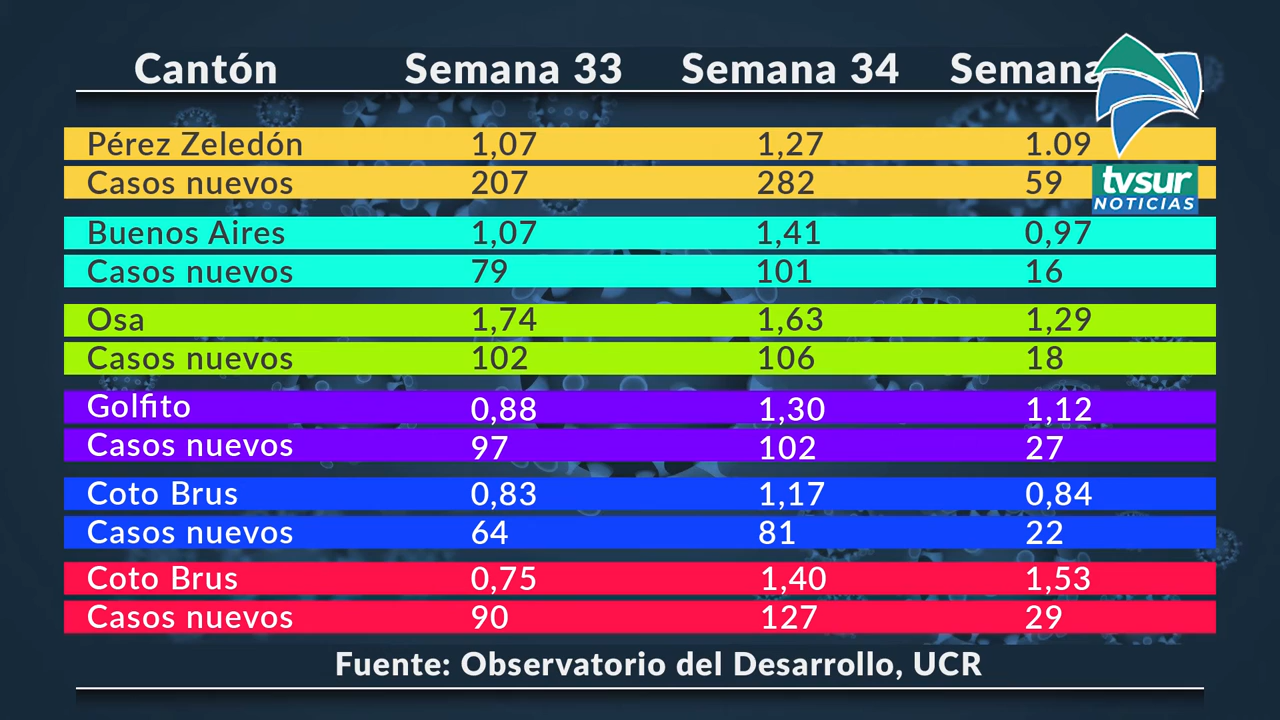 Cantón Semana 33 Semana 34 Semana
Pérez Zeledón 1,07 1,27 1.09
Casos nuevos 207 282 59
tvsur
NOTICIAS
Buenos Aires 1,07 1,41 0,97
Casos nuevos 79 101 16
Osa 1,74 1,63 1,29
Casos nuevos 102 106 18
Golfito 0,88 1,30 1,12
Casos nuevos 97 102 27
Coto Brus 0,83 1,17 0,84
Casos nuevos 64 81 22
Coto Brus 0,75 1,40 1,53
Casos nuevos 90 127 29
Fuente: Observatorio del Desarrollo, UCR